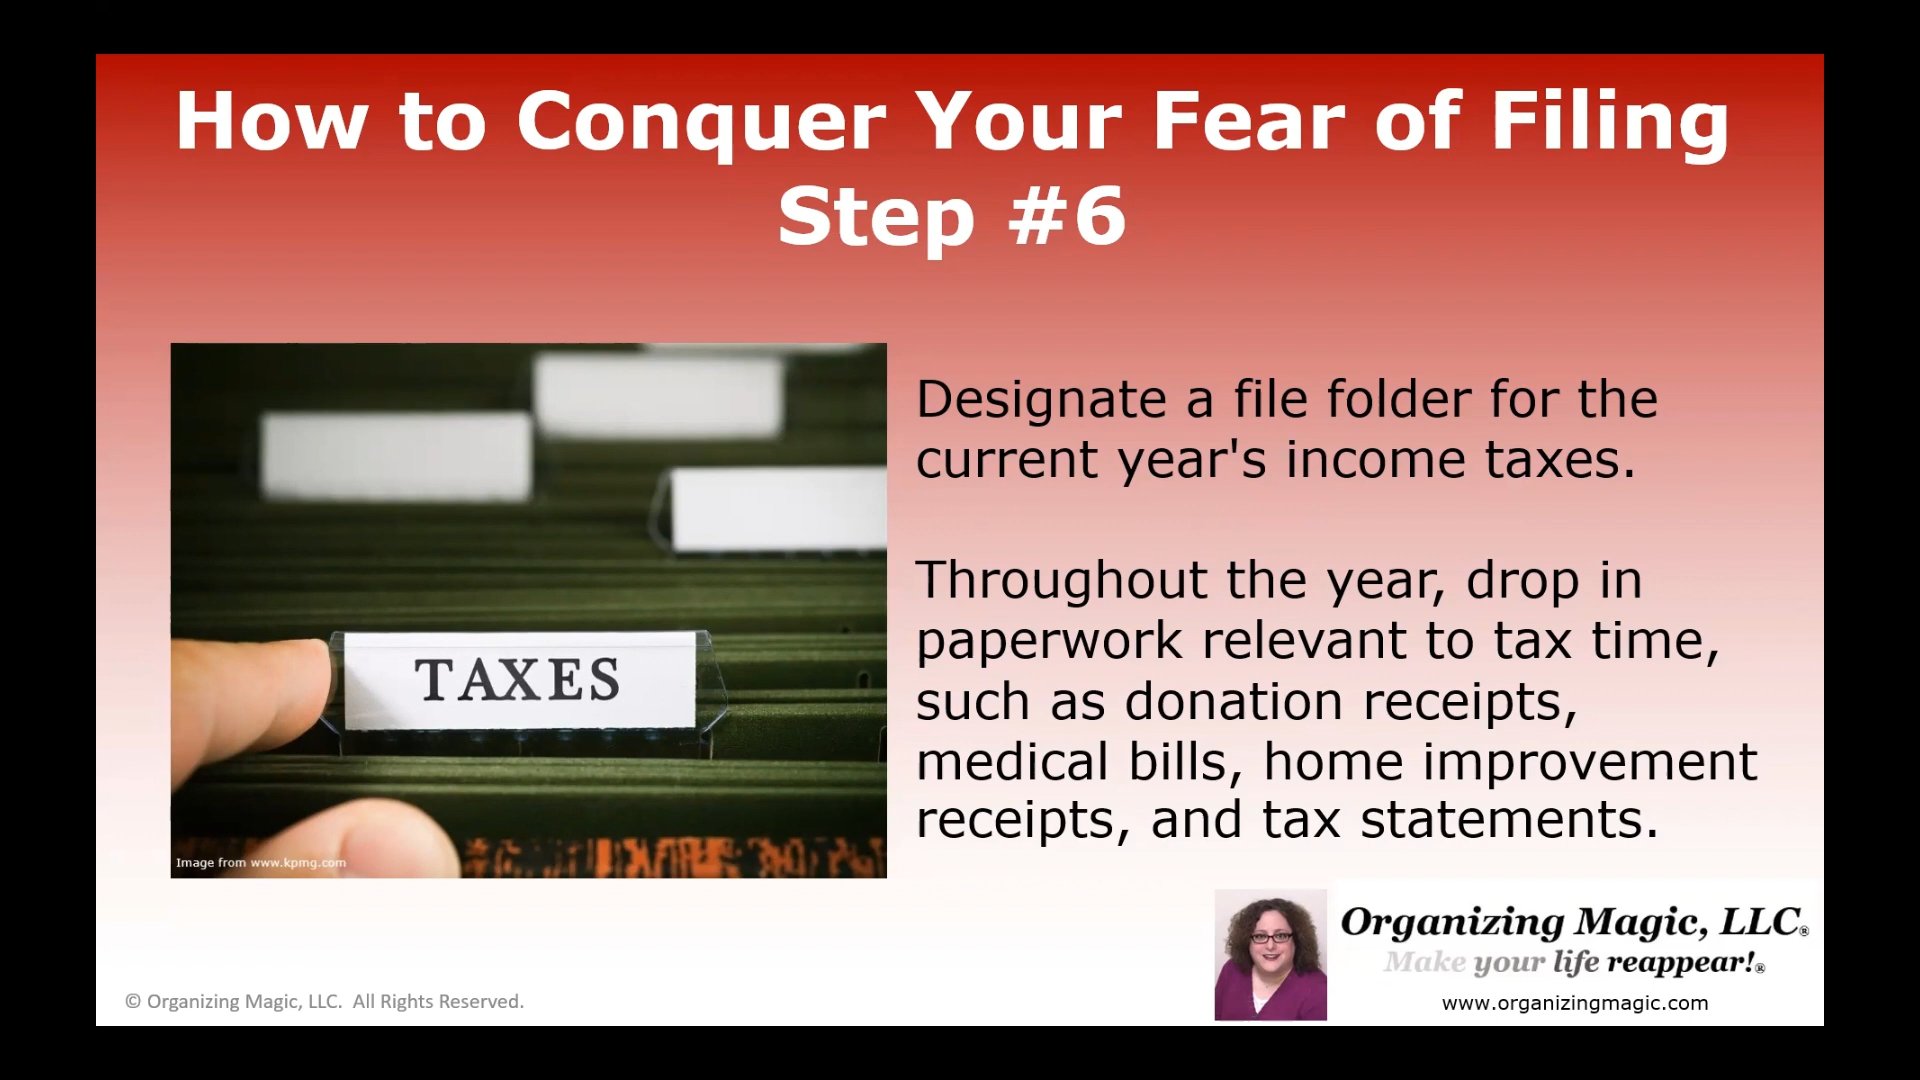 How to Conquer Your Fear of Filing
Step #6
Designate a file folder for the
current year's income taxes.
Throughout the year, drop in
paperwork relevant to tax time,
such as donation receipts,
medical bills, home improvement
receipts, and tax statements.
TAXES
Image from www.kpmg.com
Organizing Magic, LLC®
Make your life reappear!®
www.organizingmagic.com
© Organizing Magic, LLC. All Rights Reserved.